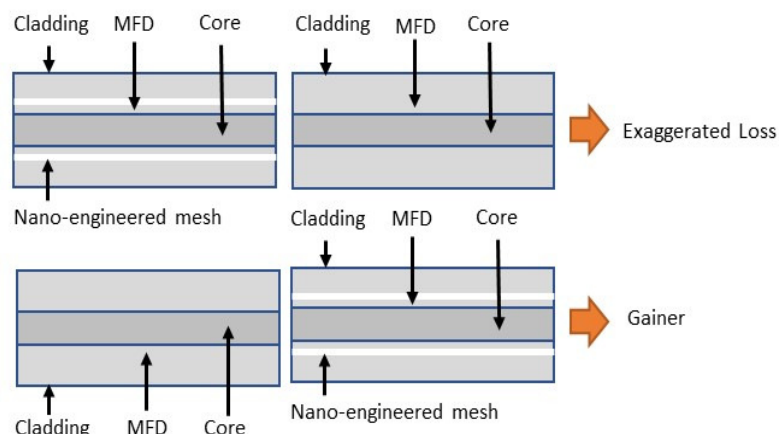 Cladding MFD Core Cladding MFD Core
Exaggerated Loss
Nano-engineered mesh
Cladding MFD Core
Gainer
Nano-engineered mesh
Cladding MFD Core